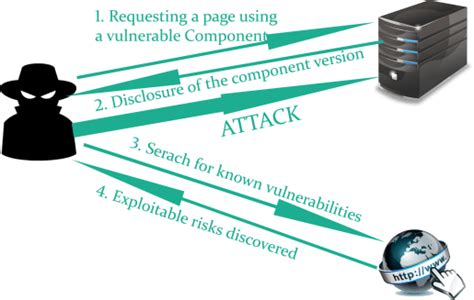 1. Requesting a page using
a vulnerable Component
2. Disclosure of the component version
ATTACK
3. Serach for known vulnerabilities
4. Exploitable risks discovered
http://www.